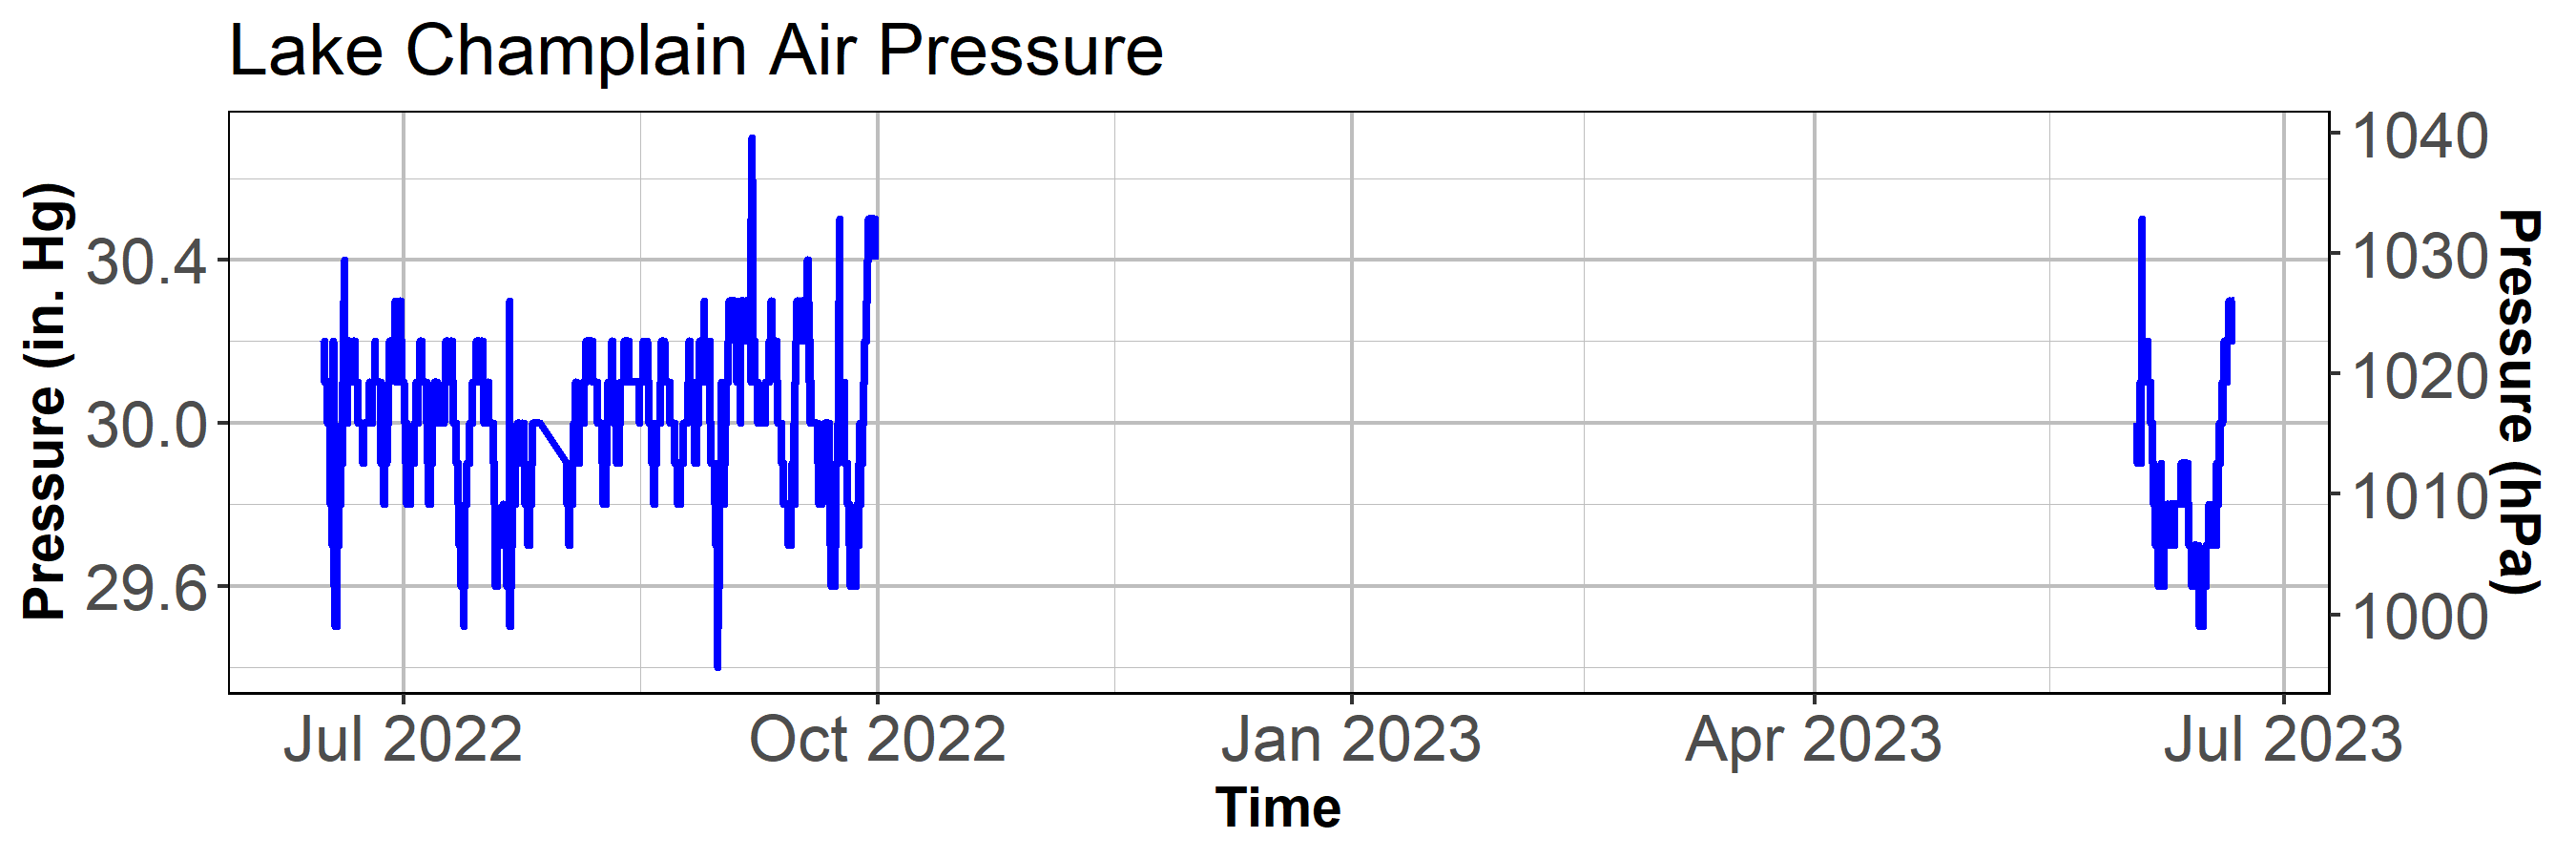 Lake Champlain Air Pressure
Pressure (in. Hg)
30.4
30.0
29.6
1040
1030
1020
1010
1000
Pressure (hPa)
Jul 2022
Oct 2022
Jan 2023
Apr 2023
Jul 2023
Time